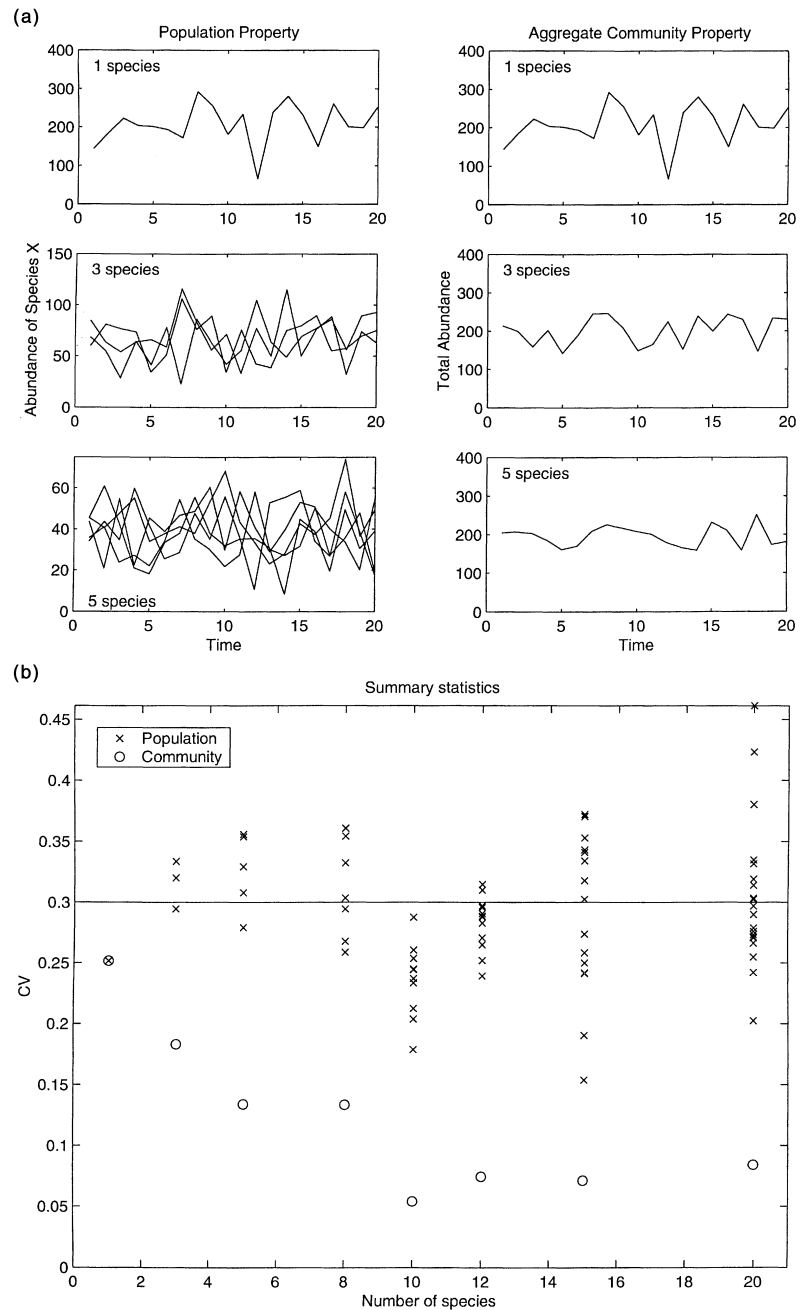 (a)
Population Property
Aggregate Community Property
400
300
200
100
0
1 species
0 5 10 15 20
400
300
200
100
0
1 species
0 5 10 15 20
Abundance of Species X
150
100
50
0
3 species
0 5 10 15 20
Total Abundance
400
300
200
100
0
3 species
0 5 10 15 20
60
40
20
0
5 species
0 5 10 15 20
Time
400
300
200
100
0
5 species
0 5 10 15 20
Time
(b)
Summary statistics
Population
Community
CV
0.45
0.4
0.35
0.3
0.25
0.2
0.15
0.1
0.05
0
0 2 4 6 8 10 12 14 16 18 20
Number of species